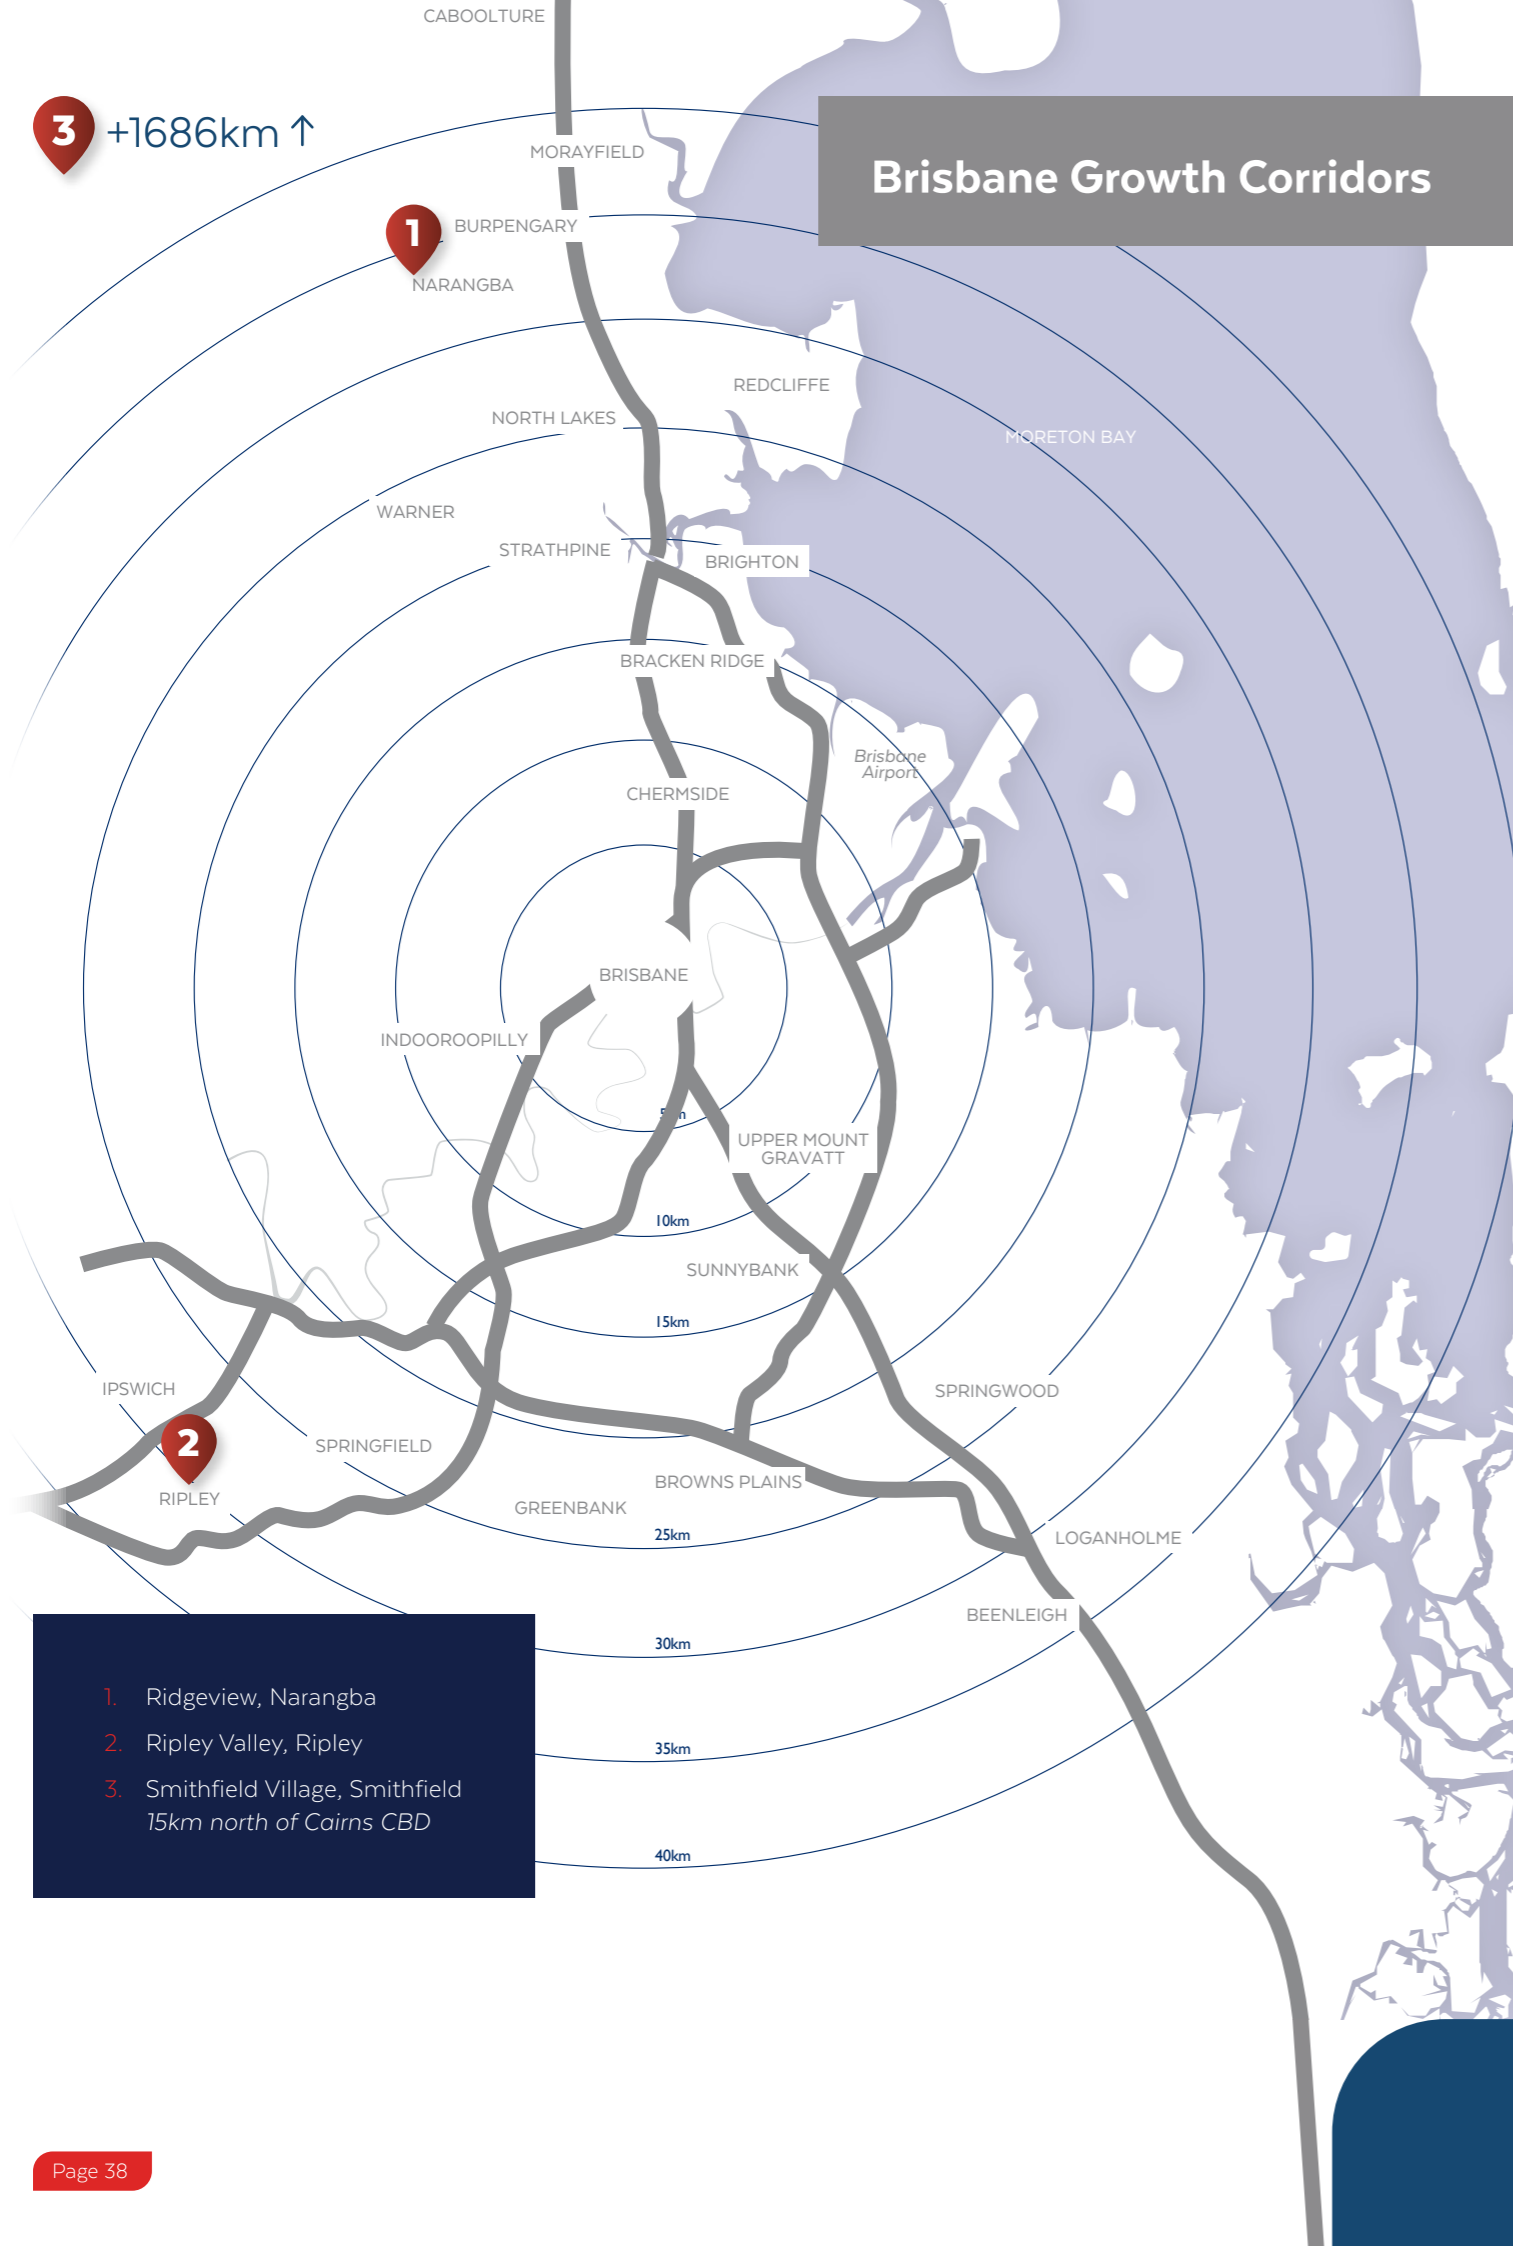 CABOOLTURE
3 +1686km ↑
MORAYFIELD
Brisbane Growth Corridors
1
BURPENGARY
NARANGBA
REDCLIFFE
NORTH LAKES
MORETON BAY
WARNER
STRATHPINE
BRIGHTON
BRACKEN RIDGE
Brisbane
Airport
CHERMSIDE
BRISBANE
INDOOROOPILLY
UPPER MOUNT
GRAVATT
10km
SUNNYBANK
15km
IPSWICH
SPRINGWOOD
2
SPRINGFIELD
BROWNS PLAINS
RIPLEY
GREENBANK
25km
LOGANHOLME
BEENLEIGH
30km
1. Ridgeview, Narangba
2. Ripley Valley, Ripley
3. Smithfield Village, Smithfield
15km north of Cairns CBD
35km
40km
Page 38